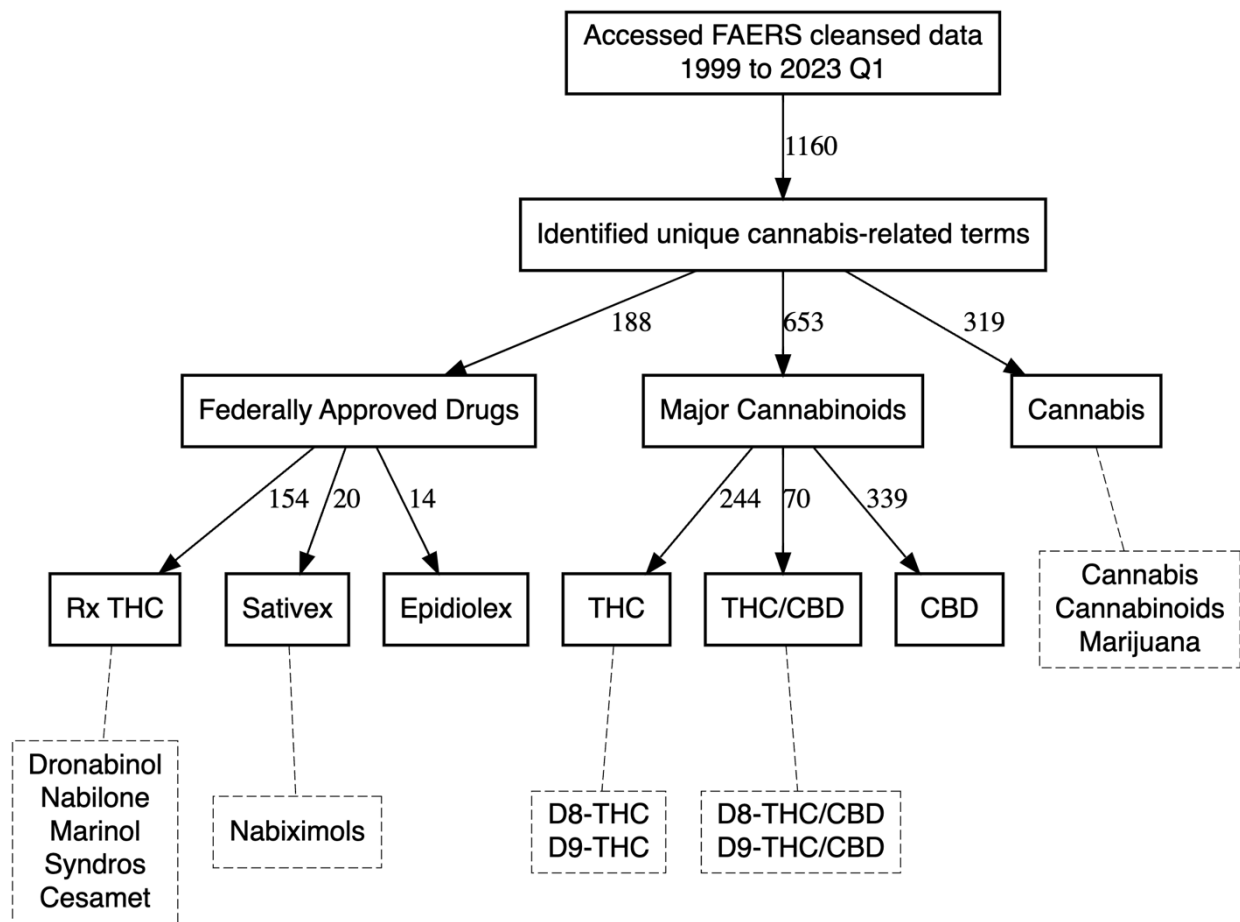 Accessed FAERS cleansed data
1999 to 2023 Q1
1160
Identified unique cannabis-related terms
188
653
319
Federally Approved Drugs
Major Cannabinoids
Cannabis
154
20
14
244
70
339
Rx THC
Sativex
Epidiolex
THC
THC/CBD
CBD
Cannabis
Cannabinoids
Marijuana
Dronabinol
Nabilone
Marinol
Syndros
Cesamet
Nabiximols
D8-THC
D9-THC
D8-THC/CBD
D9-THC/CBD